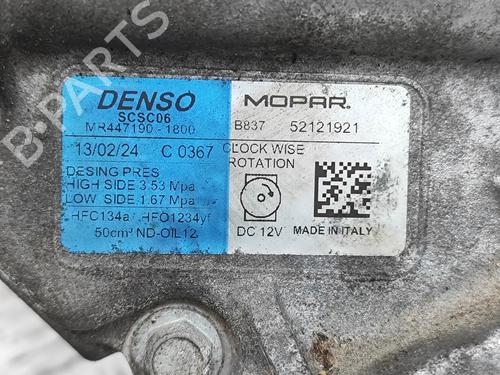 DENSO
SCSC06
MR447190-1800
13/02/24 C 0367
DESING PRES
HIGH SIDE 3.53 Mpa
LOW SIDE 1.67 Mpa
HFC134a HFO1234yf
50cm³ ND-OIL12
MOPAR.
B837 52121921
CLOCK WISE
ROTATION
DC 12V MADE IN ITALY